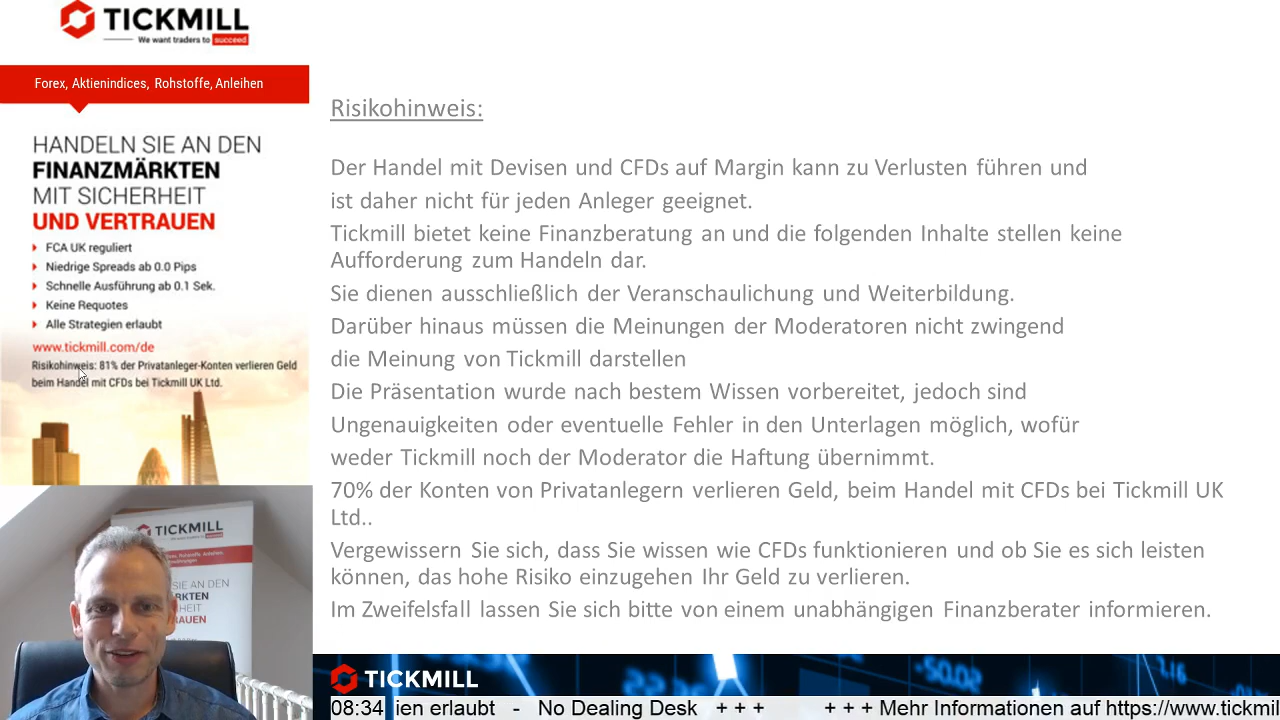 TICKMILL
We want traders to succeed
Forex, Aktienindices, Rohstoffe, Anleihen
HANDELN SIE AN DEN
FINANZMÄRKTEN
MIT SICHERHEIT
UND VERTRAUEN
FCA UK reguliert
Niedrige Spreads ab 0.0 Pips
Schnelle Ausführung ab 0.1 Sek.
Keine Requotes
Alle Strategien erlaubt
www.tickmill.com/de
Risikohinweis: 81% der Privatanleger-Konten verlieren Geld
beim Handel mit CFDs bei Tickmill UK Ltd.
Risikohinweis:
Der Handel mit Devisen und CFDs auf Margin kann zu Verlusten führen und
ist daher nicht für jeden Anleger geeignet.
Tickmill bietet keine Finanzberatung an und die folgenden Inhalte stellen keine
Aufforderung zum Handeln dar.
Sie dienen ausschließlich der Veranschaulichung und Weiterbildung.
Darüber hinaus müssen die Meinungen der Moderatoren nicht zwingend
die Meinung von Tickmill darstellen
Die Präsentation wurde nach bestem Wissen vorbereitet, jedoch sind
Ungenauigkeiten oder eventuelle Fehler in den Unterlagen möglich, wofür
weder Tickmill noch der Moderator die Haftung übernimmt.
70% der Konten von Privatanlegern verlieren Geld, beim Handel mit CFDs bei Tickmill UK
Ltd..
Vergewissern Sie sich, dass Sie wissen wie CFDs funktionieren und ob Sie es sich leisten
können, das hohe Risiko einzugehen Ihr Geld zu verlieren.
Im Zweifelsfall lassen Sie sich bitte von einem unabhängigen Finanzberater informieren.
TICKMILL
SIE AN DEN
RKTEN
HEIT
RAUEN
TICKMILL
-50.02
08:34 ien erlaubt - No Dealing Desk + + + + + + Mehr Informationen auf https://www.tickmil